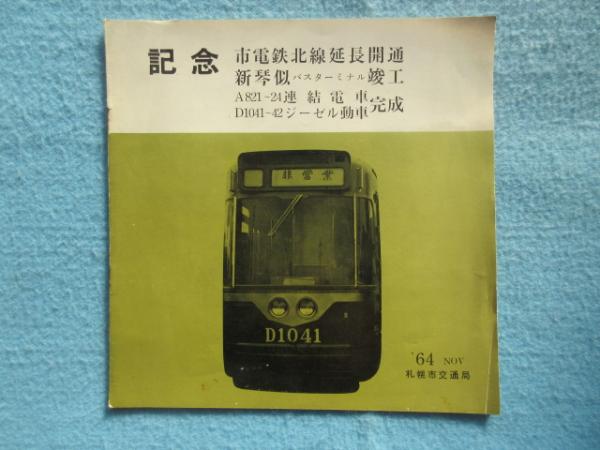 記念
市電鉄北線延長開通
新琴似バスターミナル竣工
A821~24連結電車
D1041~42ジーゼル動車
完成
非営業
D1041
'64 NOV
札幌市交通局